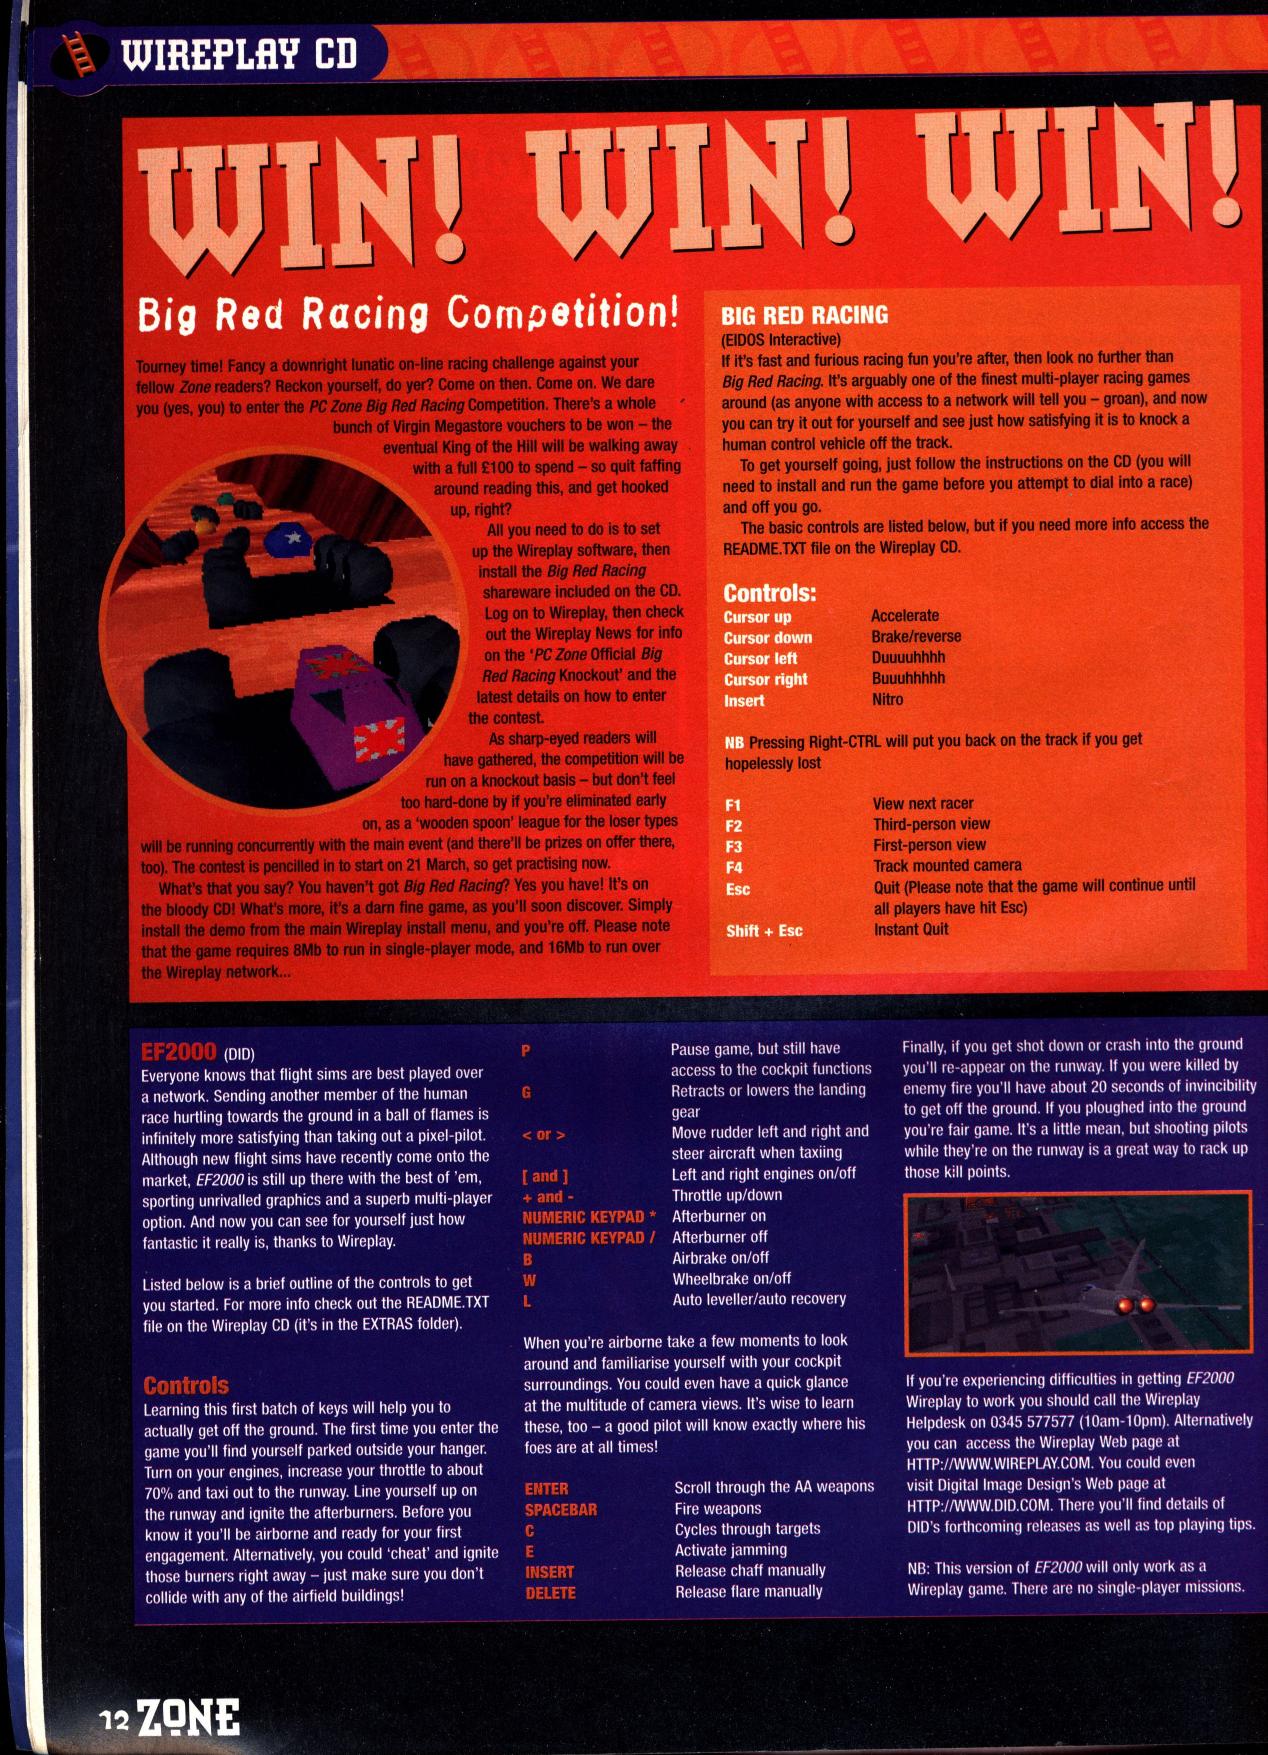 WIREPLAY CD
WIN! WIN! WIN!
Big Red Racing Competition!
Tourney time! Fancy a downright lunatic on-line racing challenge against your
fellow Zone readers? Reckon yourself, do yer? Come on then. Come on. We dare
you (yes, you) to enter the PC Zone Big Red Racing Competition. There's a whole
bunch of Virgin Megastore vouchers to be won – the
eventual King of the Hill will be walking away
with a full £100 to spend – so quit faffing
around reading this, and get hooked
up, right?
All you need to do is to set
up the Wireplay software, then
install the Big Red Racing
shareware included on the CD.
Log on to Wireplay, then check
out the Wireplay News for info
on the 'PC Zone Official Big
Red Racing Knockout' and the
latest details on how to enter
the contest.
As sharp-eyed readers will
have gathered, the competition will be
run on a knockout basis – but don't feel
too hard-done by if you're eliminated early
on, as a 'wooden spoon' league for the loser types
will be running concurrently with the main event (and there'll be prizes on offer there,
too). The contest is pencilled in to start on 21 March, so get practising now.
What's that you say? You haven't got Big Red Racing? Yes you have! It's on
the bloody CD! What's more, it's a darn fine game, as you'll soon discover. Simply
install the demo from the main Wireplay install menu, and you're off. Please note
that the game requires 8Mb to run in single-player mode, and 16Mb to run over
the Wireplay network...
BIG RED RACING
(EIDOS Interactive)
If it's fast and furious racing fun you're after, then look no further than
Big Red Racing. It's arguably one of the finest multi-player racing games
around (as anyone with access to a network will tell you – groan), and now
you can try it out for yourself and see just how satisfying it is to knock a
human control vehicle off the track.
To get yourself going, just follow the instructions on the CD (you will
need to install and run the game before you attempt to dial into a race)
and off you go.
The basic controls are listed below, but if you need more info access the
README.TXT file on the Wireplay CD.
Controls:
Cursor up Accelerate
Cursor down Brake/reverse
Cursor left Duuuuhhhh
Cursor right Buuuhhhhh
Insert Nitro
NB Pressing Right-CTRL will put you back on the track if you get
hopelessly lost
F1 View next racer
F2 Third-person view
F3 First-person view
F4 Track mounted camera
Esc Quit (Please note that the game will continue until
all players have hit Esc)
Shift + Esc Instant Quit
EF2000 (DID)
Everyone knows that flight sims are best played over
a network. Sending another member of the human
race hurtling towards the ground in a ball of flames is
infinitely more satisfying than taking out a pixel-pilot.
Although new flight sims have recently come onto the
market, EF2000 is still up there with the best of 'em,
sporting unrivalled graphics and a superb multi-player
option. And now you can see for yourself just how
fantastic it really is, thanks to Wireplay.
Listed below is a brief outline of the controls to get
you started. For more info check out the README.TXT
file on the Wireplay CD (it's in the EXTRAS folder).
Controls
Learning this first batch of keys will help you to
actually get off the ground. The first time you enter the
game you'll find yourself parked outside your hanger.
Turn on your engines, increase your throttle to about
70% and taxi out to the runway. Line yourself up on
the runway and ignite the afterburners. Before you
know it you'll be airborne and ready for your first
engagement. Alternatively, you could 'cheat' and ignite
those burners right away – just make sure you don't
collide with any of the airfield buildings!
P Pause game, but still have
access to the cockpit functions
G Retracts or lowers the landing
gear
< or > Move rudder left and right and
steer aircraft when taxiing
[ and ] Left and right engines on/off
+ and - Throttle up/down
NUMERIC KEYPAD * Afterburner on
NUMERIC KEYPAD / Afterburner off
B Airbrake on/off
W Wheelbrake on/off
L Auto leveller/auto recovery
When you're airborne take a few moments to look
around and familiarise yourself with your cockpit
surroundings. You could even have a quick glance
at the multitude of camera views. It's wise to learn
these, too – a good pilot will know exactly where his
foes are at all times!
ENTER Scroll through the AA weapons
SPACEBAR Fire weapons
C Cycles through targets
E Activate jamming
INSERT Release chaff manually
DELETE Release flare manually
Finally, if you get shot down or crash into the ground
you'll re-appear on the runway. If you were killed by
enemy fire you'll have about 20 seconds of invincibility
to get off the ground. If you ploughed into the ground
you're fair game. It's a little mean, but shooting pilots
while they're on the runway is a great way to rack up
those kill points.
If you're experiencing difficulties in getting EF2000
Wireplay to work you should call the Wireplay
Helpdesk on 0345 577577 (10am-10pm). Alternatively
you can access the Wireplay Web page at
HTTP://WWW.WIREPLAY.COM. You could even
visit Digital Image Design's Web page at
HTTP://WWW.DID.COM. There you'll find details of
DID's forthcoming releases as well as top playing tips.
NB: This version of EF2000 will only work as a
Wireplay game. There are no single-player missions.
12 ZONE